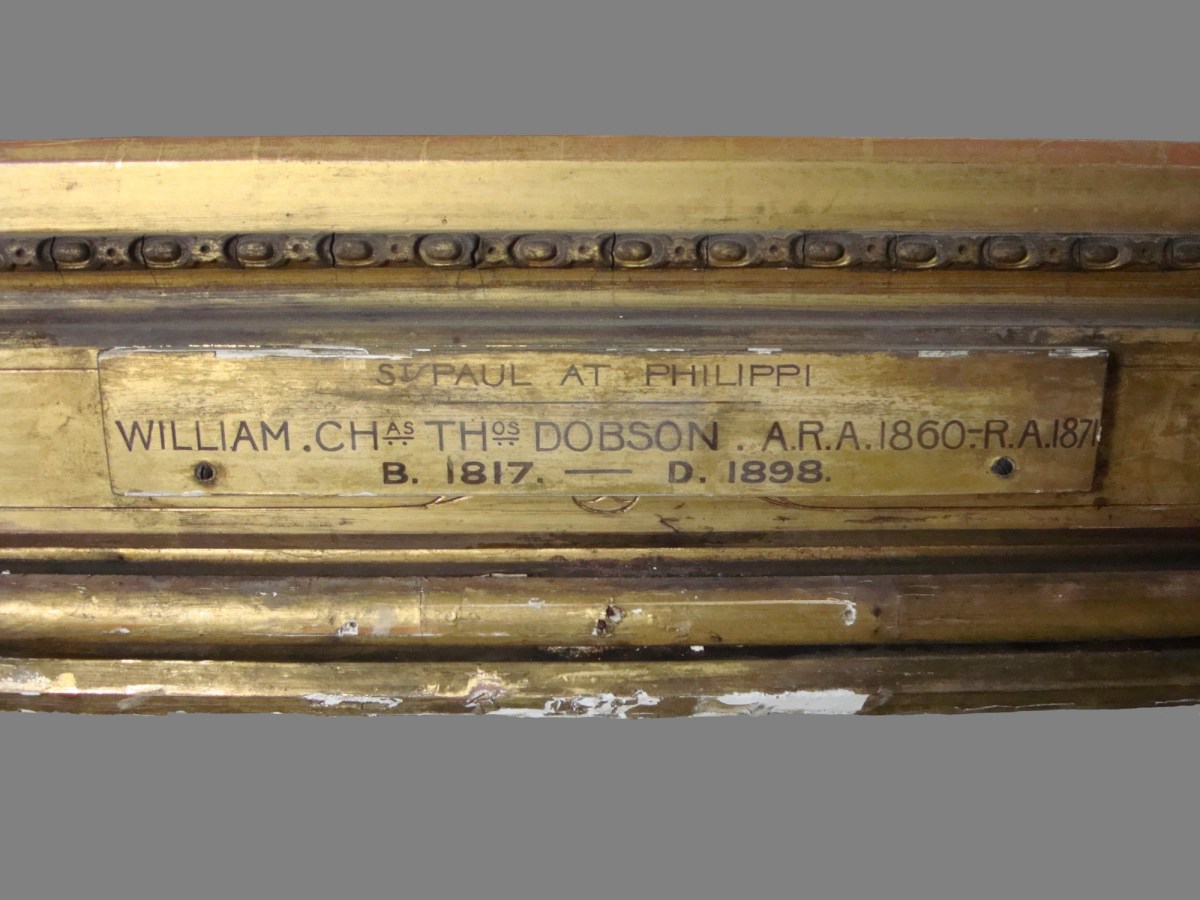 ST PAUL AT PHILIPPI
WILLIAM . CHAS THOS DOBSON . A.R.A. 1860-R.A. 1871
B. 1817. — D. 1898.